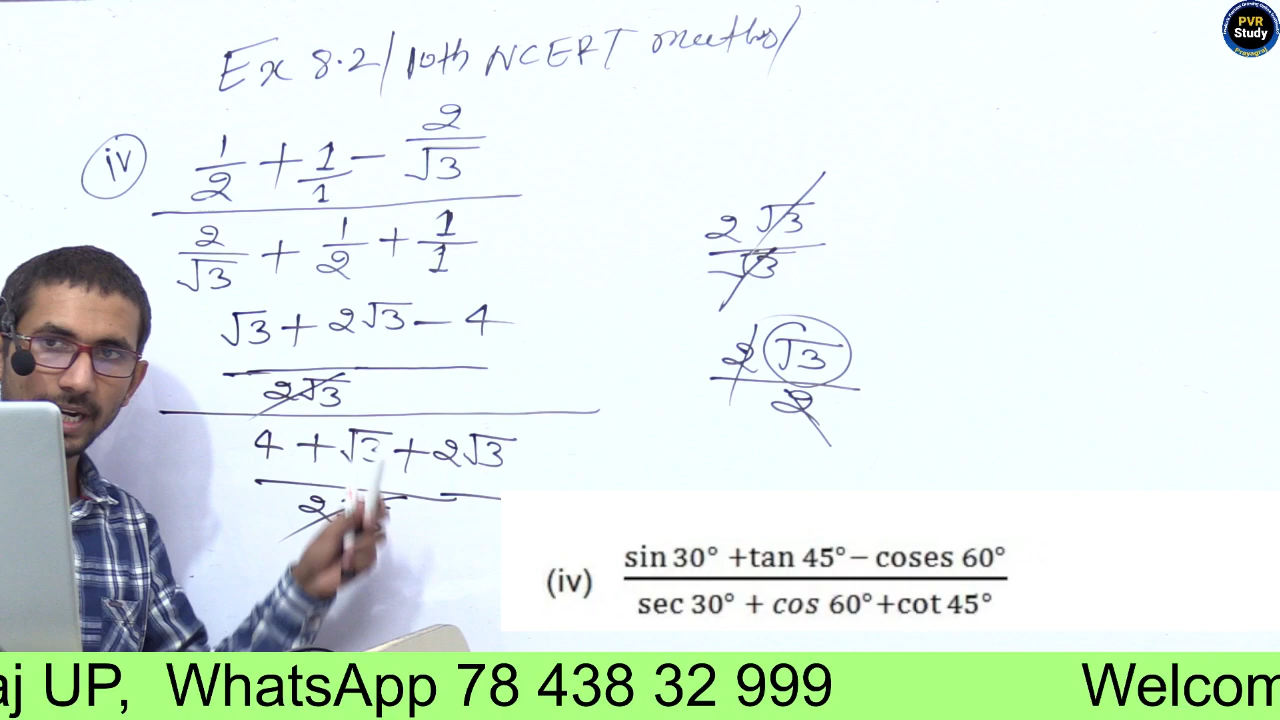 Ex 8.2/10th NCERT maths/
PVR
Study
Prayagraj
(iv) 1/2 + 1/1 - 2/√3
2/√3 + 1/2 + 1/1
√3 + 2√3 - 4
2√3
4 + √3 + 2√3
2
2√3
√3
2√3
2
(iv) sin 30° +tan 45°− coses 60°
sec 30° + cos 60°+cot 45°
aj UP, WhatsApp 78 438 32 999 Welcom